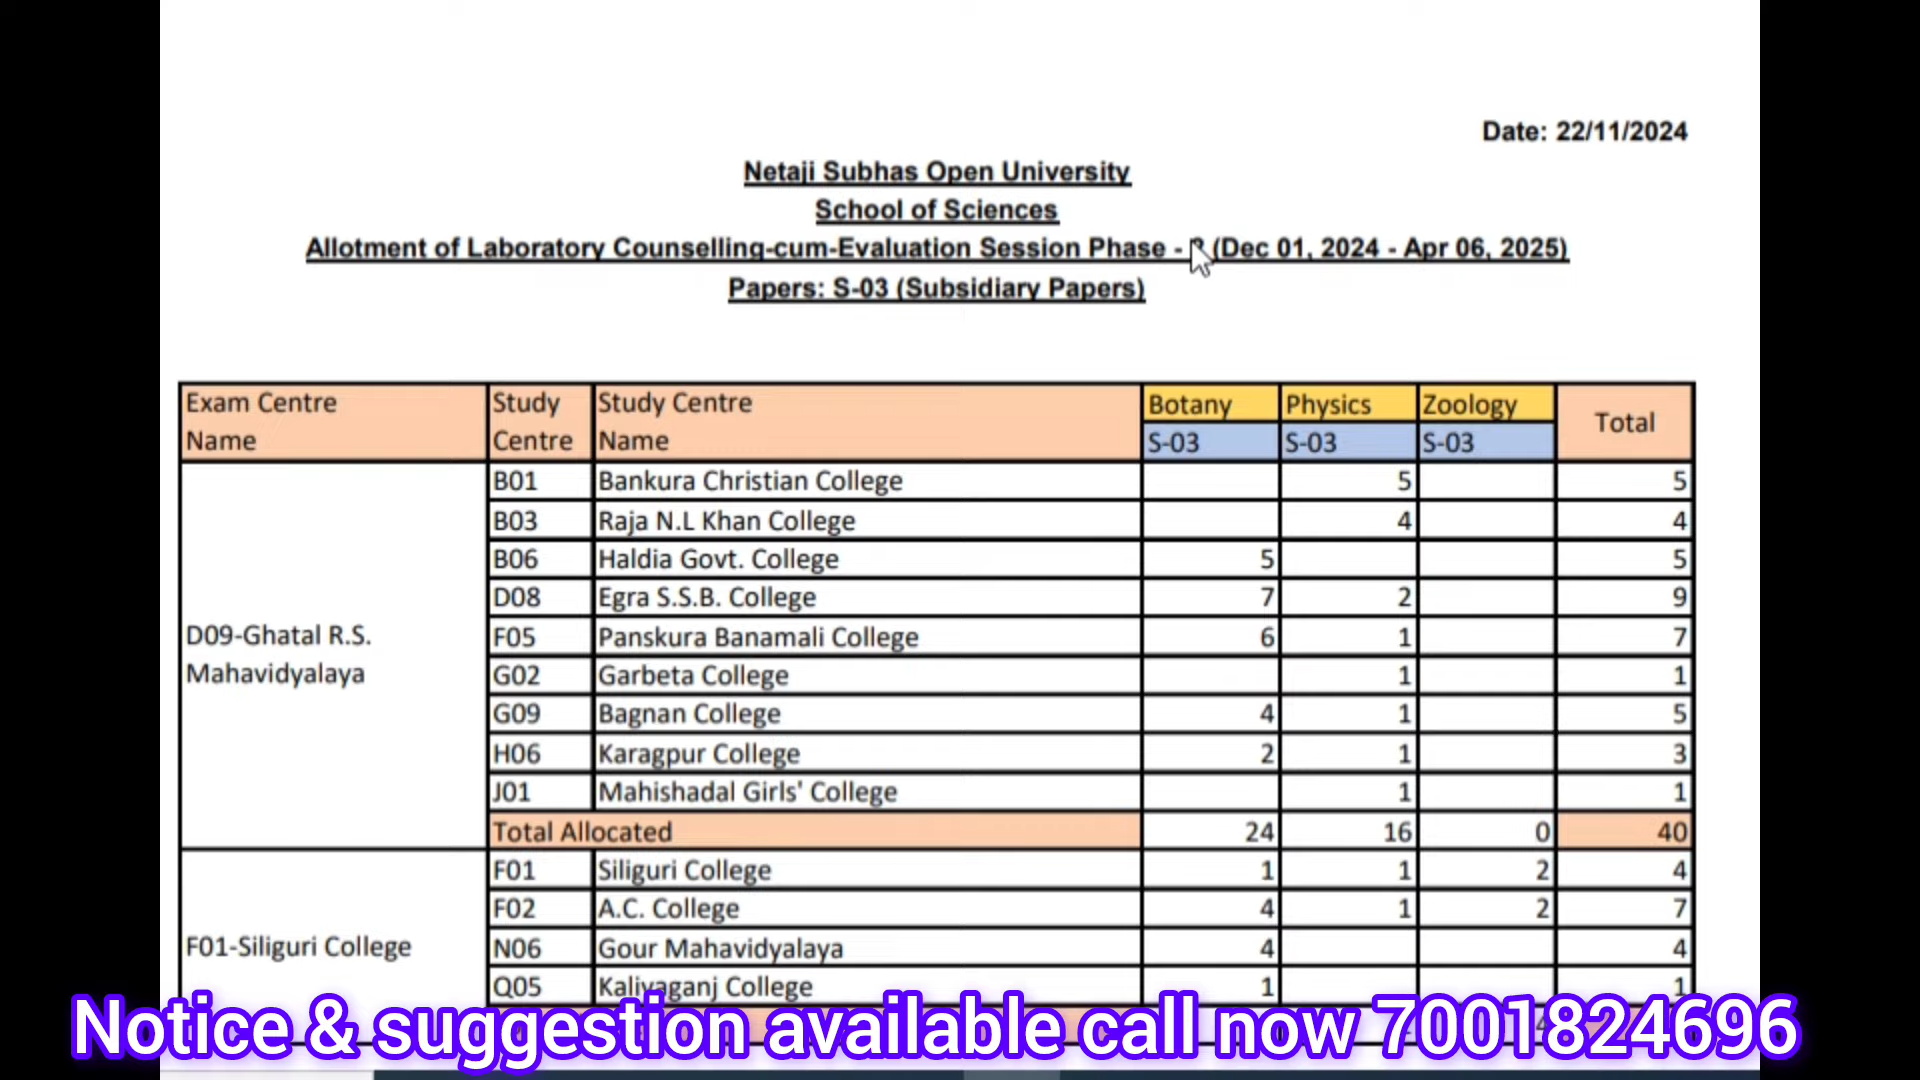 Date: 22/11/2024
Netaji Subhas Open University
School of Sciences
Allotment of Laboratory Counselling-cum-Evaluation Session Phase - (Dec 01, 2024 - Apr 06, 2025)
Papers: S-03 (Subsidiary Papers)
Exam Centre Name Study Centre Study Centre Name Botany Physics Zoology Total
S-03 S-03 S-03
D09-Ghatal R.S. Mahavidyalaya
B01 Bankura Christian College 5 5
B03 Raja N.L Khan College 4 4
B06 Haldia Govt. College 5 5
D08 Egra S.S.B. College 7 2 9
F05 Panskura Banamali College 6 1 7
G02 Garbeta College 1 1
G09 Bagnan College 4 1 5
H06 Karagpur College 2 1 3
J01 Mahishadal Girls' College 1 1
Total Allocated 24 16 0 40
F01-Siliguri College
F01 Siliguri College 1 1 2 4
F02 A.C. College 4 1 2 7
N06 Gour Mahavidyalaya 4 4
Q05 Kaliyaganj College 1 1
Notice & suggestion available call now 7001824696